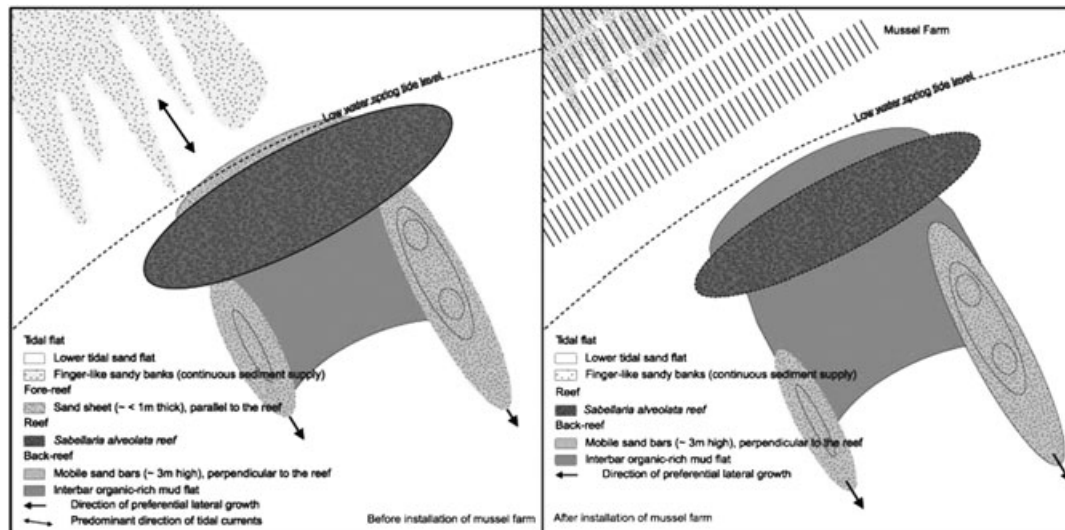 Low water spring tide level
Tidal flat
Lower tidal sand flat
Finger-like sandy banks (continuous sediment supply)
Fore-reef
Sand sheet (~ < 1m thick), parallel to the reef
Reef
Sabellaria alveolata reef
Back-reef
Mobile sand bars (~ 3m high), perpendicular to the reef
Interbar organic-rich mud flat
Direction of preferential lateral growth
Predominant direction of tidal currents
Before installation of mussel farm
Mussel Farm
Low water spring tide level
Tidal flat
Lower tidal sand flat
Finger-like sandy banks (continuous sediment supply)
Reef
Sabellaria alveolata reef
Back-reef
Mobile sand bars (~ 3m high), perpendicular to the reef
Interbar organic-rich mud flat
Direction of preferential lateral growth
After installation of mussel farm